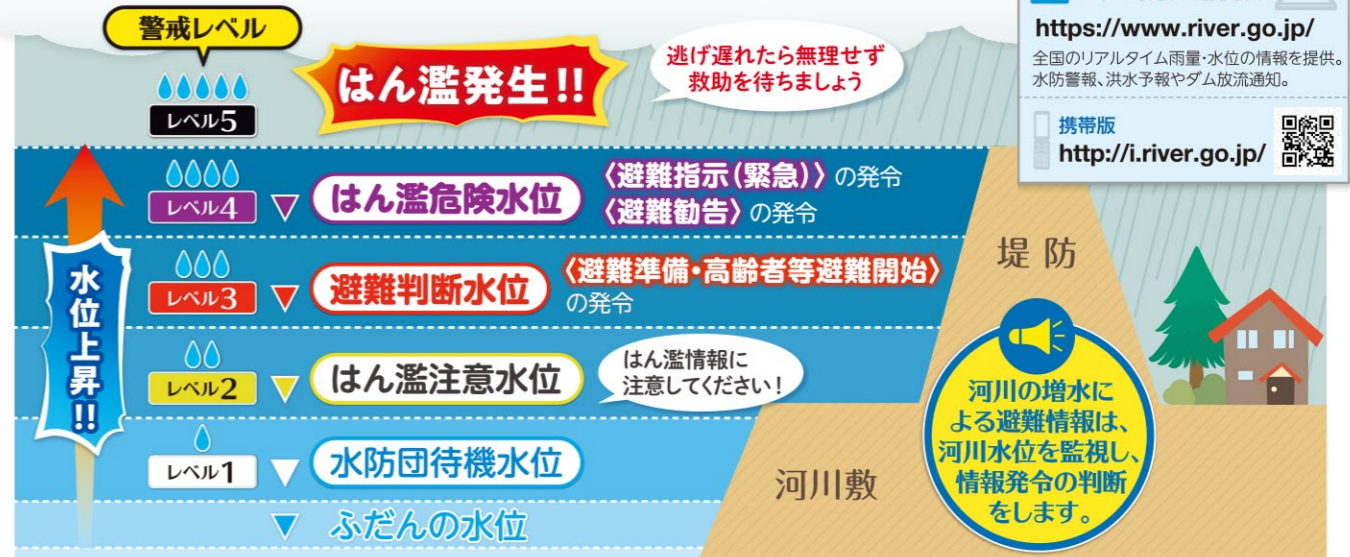 警戒レベル
レベル5
はん濫発生!!
逃げ遅れたら無理せず
救助を待ちましょう
https://www.river.go.jp/
全国のリアルタイム雨量・水位の情報を提供。
水防警報、洪水予報やダム放流通知。
携帯版
http://i.river.go.jp/
水位上昇!!
レベル4
はん濫危険水位
〈避難指示(緊急)〉の発令
〈避難勧告〉の発令
レベル3
避難判断水位
〈避難準備・高齢者等避難開始〉
の発令
レベル2
はん濫注意水位
はん濫情報に
注意してください!
レベル1
水防団待機水位
ふだんの水位
堤防
河川敷
河川の増水に
よる避難情報は、
河川水位を監視し、
情報発令の判断
をします。